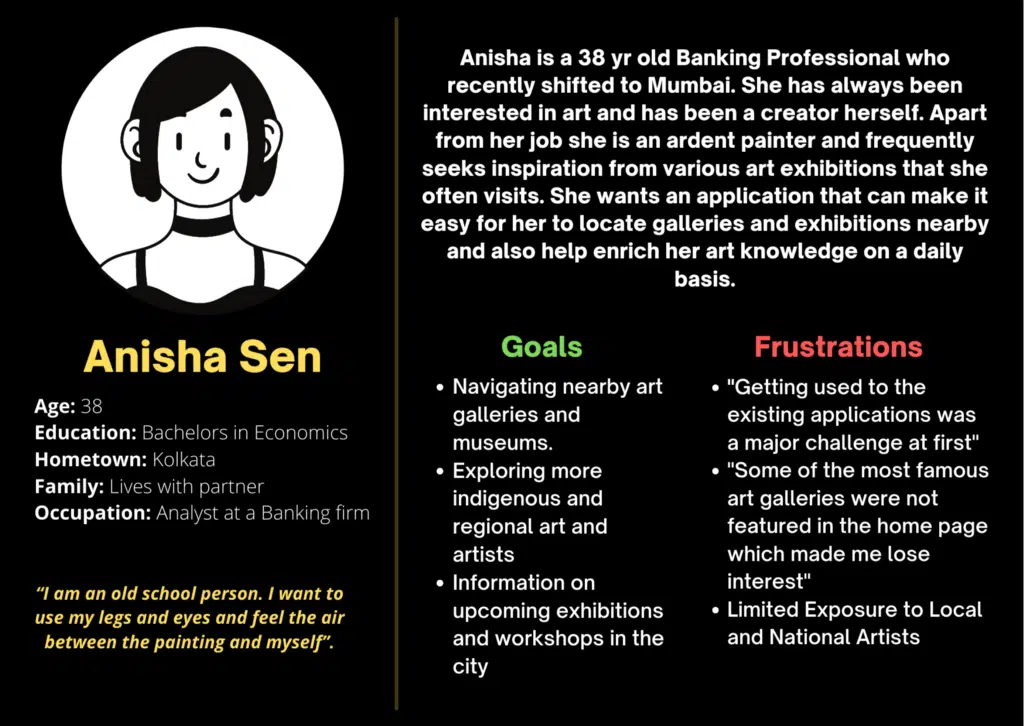 Anisha Sen
Age: 38
Education: Bachelors in Economics
Hometown: Kolkata
Family: Lives with partner
Occupation: Analyst at a Banking firm
“I am an old school person. I want to
use my legs and eyes and feel the air
between the painting and myself”.
Anisha is a 38 yr old Banking Professional who
recently shifted to Mumbai. She has always been
interested in art and has been a creator herself. Apart
from her job she is an ardent painter and frequently
seeks inspiration from various art exhibitions that she
often visits. She wants an application that can make it
easy for her to locate galleries and exhibitions nearby
and also help enrich her art knowledge on a daily
basis.
Goals
• Navigating nearby art
galleries and
museums.
• Exploring more
indigenous and
regional art and
artists
• Information on
upcoming exhibitions
and workshops in the
city
Frustrations
• "Getting used to the
existing applications was
a major challenge at first"
• "Some of the most famous
art galleries were not
featured in the home page
which made me lose
interest"
• Limited Exposure to Local
and National Artists